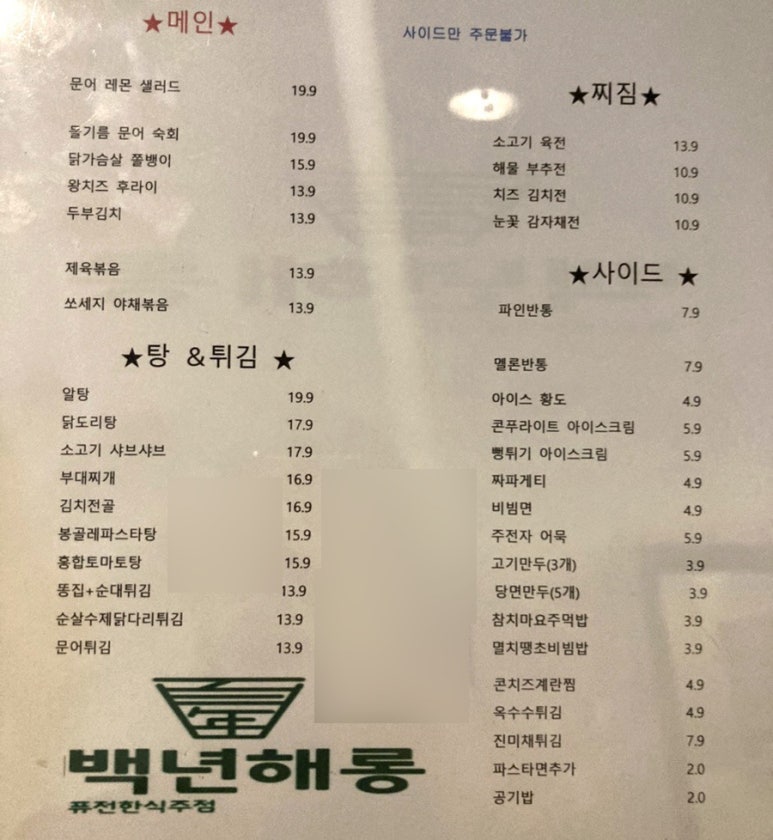 ★메인★
문어 레몬 샐러드 19.9
들기름 문어 숙회 19.9
닭가슴살 쫄뱅이 15.9
왕치즈 후라이 13.9
두부김치 13.9
제육볶음 13.9
쏘세지 야채볶음 13.9
★탕 &튀김 ★
알탕 19.9
닭도리탕 17.9
소고기 샤브샤브 17.9
부대찌개 16.9
김치전골 16.9
봉골레파스타탕 15.9
홍합토마토탕 15.9
똥집+순대튀김 13.9
순살수제닭다리튀김 13.9
문어튀김 13.9
百年
백년해롱
퓨전한식주점
사이드만 주문불가
★찌짐★
소고기 육전 13.9
해물 부추전 10.9
치즈 김치전 10.9
눈꽃 감자채전 10.9
★사이드 ★
파인반통 7.9
멜론반통 7.9
아이스 황도 4.9
콘푸라이트 아이스크림 5.9
뻥튀기 아이스크림 5.9
짜파게티 4.9
비빔면 4.9
주전자 어묵 5.9
고기만두(3개) 3.9
당면만두(5개) 3.9
참치마요주먹밥 3.9
멸치땡초비빔밥 3.9
콘치즈계란찜 4.9
옥수수튀김 4.9
진미채튀김 7.9
파스타면추가 2.0
공기밥 2.0